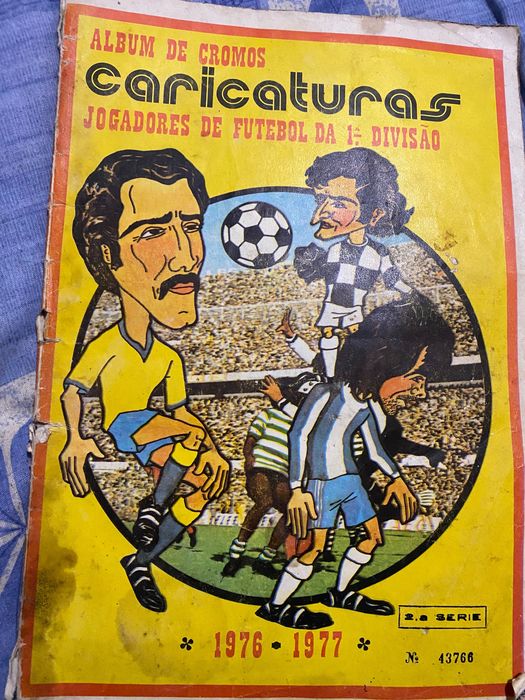 ALBUM DE CROMOS
caricaturas
JOGADORES DE FUTEBOL DA 1.ª DIVISÃO
2.a SERIE
1976 • 1977
Nº 43766